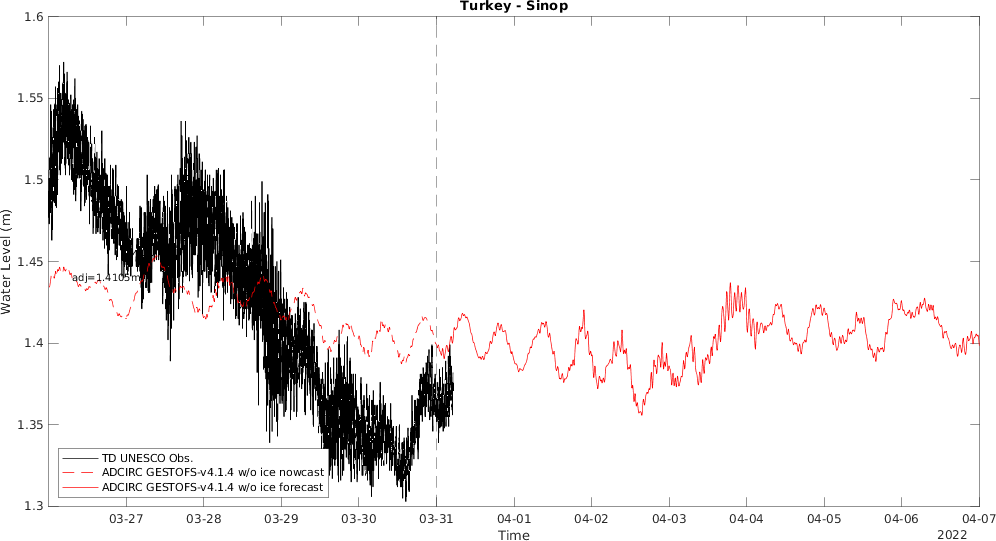 Turkey - Sinop
1.6
1.55
1.5
1.45
1.4
1.35
1.3
Water Level (m)
adj=1.4105m
TD UNESCO Obs.
ADCIRC GESTOFS-v4.1.4 w/o ice nowcast
ADCIRC GESTOFS-v4.1.4 w/o ice forecast
03-27 03-28 03-29 03-30 03-31 04-01 04-02 04-03 04-04 04-05 04-06 04-07
Time
2022